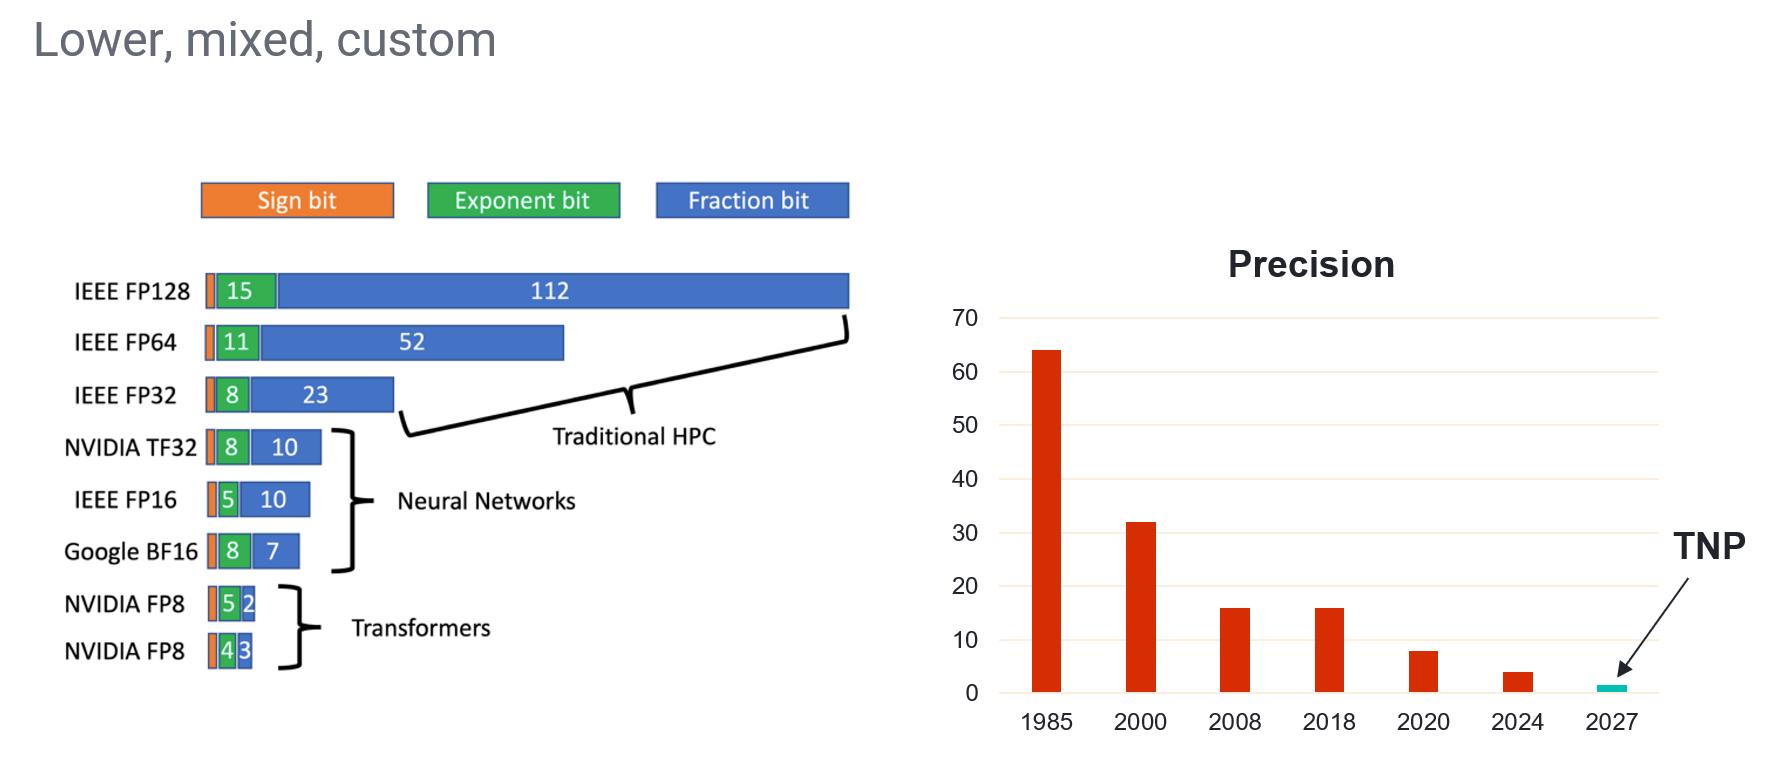 Lower, mixed, custom
Sign bit
Exponent bit
Fraction bit
IEEE FP128 15 112
IEEE FP64 11 52
IEEE FP32 8 23
Traditional HPC
NVIDIA TF32 8 10
IEEE FP16 5 10
Neural Networks
Google BF16 8 7
NVIDIA FP8 5 2
Transformers
NVIDIA FP8 4 3
Precision
70
60
50
40
30
20
10
0
1985 2000 2008 2018 2020 2024 2027
TNP